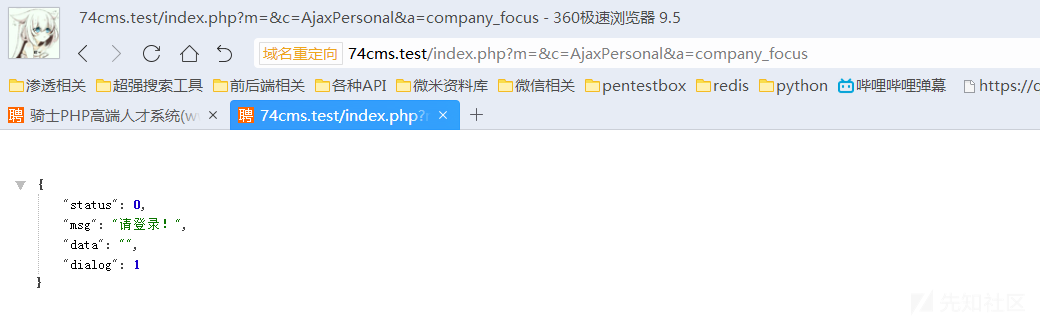 74cms.test/index.php?m=&c=AjaxPersonal&a=company_focus - 360极速浏览器 9.5
域名重定向 74cms.test/index.php?m=&c=AjaxPersonal&a=company_focus
渗透相关 超强搜索工具 前后端相关 各种API 微米资料库 微信相关 pentestbox redis python 哔哩哔哩弹幕 https://d
聘 骑士PHP高端人才系统(w 聘 74cms.test/index.php?
{
"status": 0,
"msg": "请登录！",
"data": "",
"dialog": 1
}
先知社区